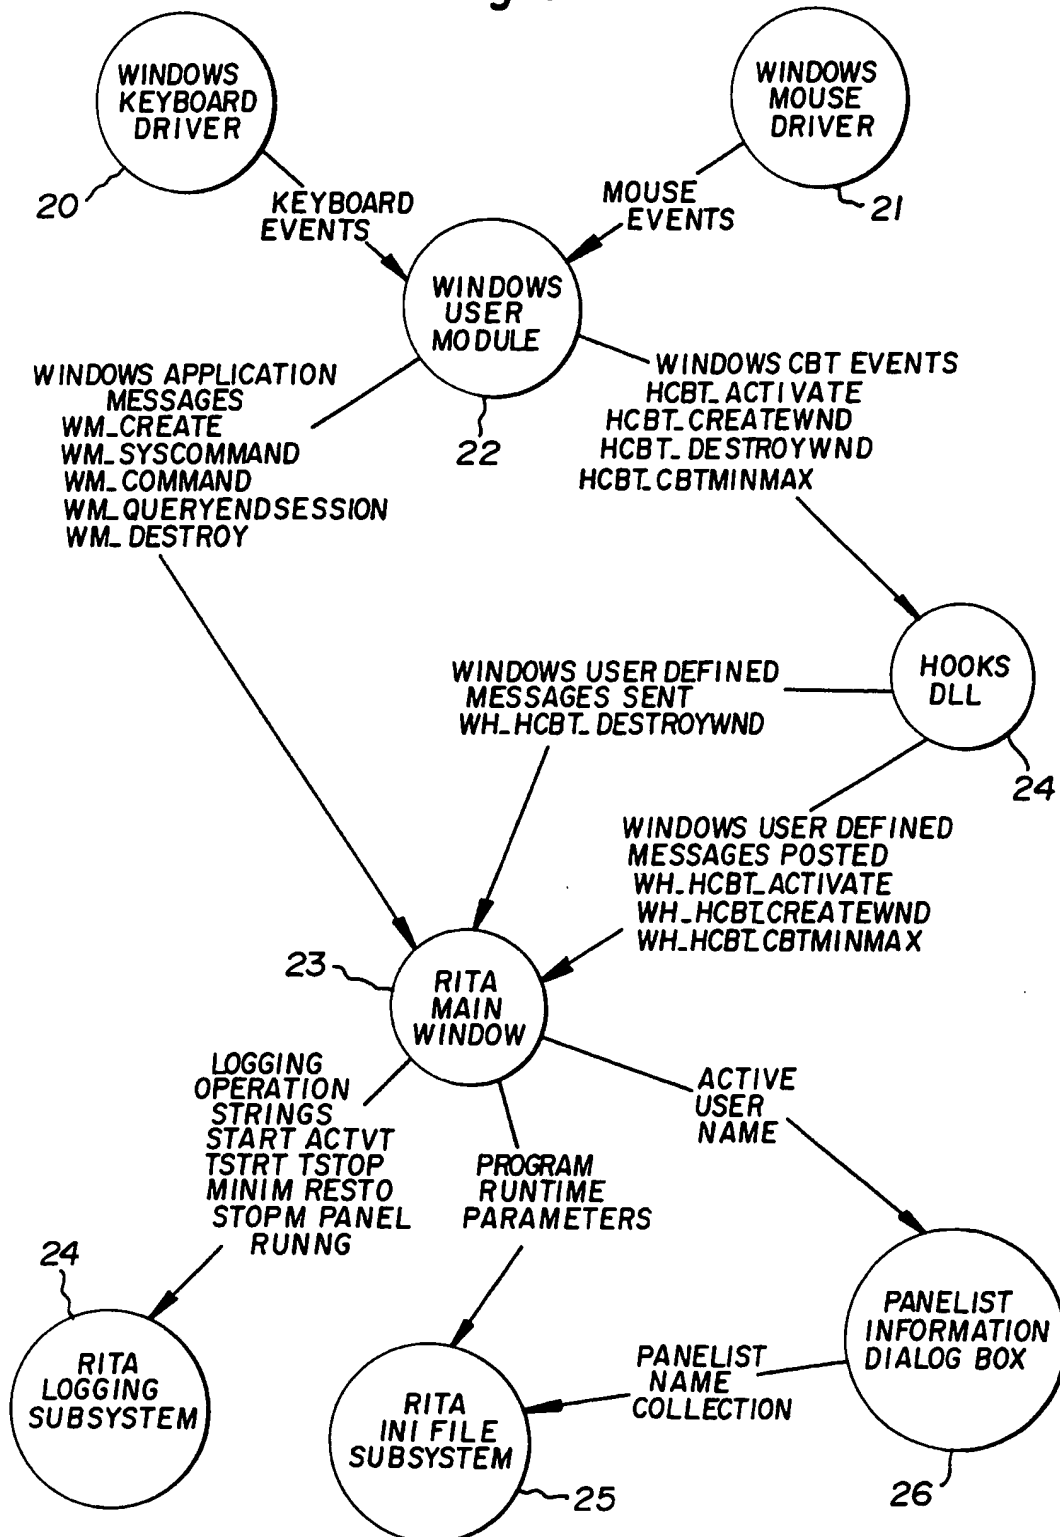 WINDOWS
KEYBOARD
DRIVER
20
WINDOWS
MOUSE
DRIVER
21
KEYBOARD
EVENTS
MOUSE
EVENTS
WINDOWS
USER
MODULE
22
WINDOWS APPLICATION
MESSAGES
WM_CREATE
WM_SYSCOMMAND
WM_COMMAND
WM_QUERYENDSESSION
WM_DESTROY
WINDOWS CBT EVENTS
HCBT_ACTIVATE
HCBT_CREATEWND
HCBT_DESTROYWND
HCBT_CBTMINMAX
HOOKS
DLL
24
WINDOWS USER DEFINED
MESSAGES SENT
WH_HCBT_DESTROYWND
WINDOWS USER DEFINED
MESSAGES POSTED
WH_HCBT_ACTIVATE
WH_HCBT_CREATEWND
WH_HCBT_CBTMINMAX
23
RITA
MAIN
WINDOW
LOGGING
OPERATION
STRINGS
START ACTVT
TSTRT TSTOP
MINIM RESTO
STOPM PANEL
RUNNG
PROGRAM
RUNTIME
PARAMETERS
ACTIVE
USER
NAME
24
RITA
LOGGING
SUBSYSTEM
RITA
INI FILE
SUBSYSTEM
25
PANELIST
NAME
COLLECTION
PANELIST
INFORMATION
DIALOG BOX
26